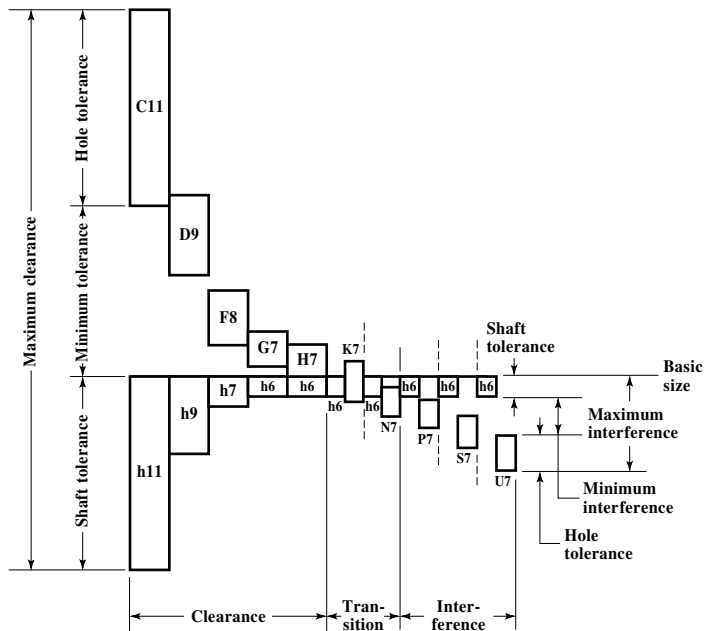 Maximum clearance
Hole tolerance
Minimum tolerance
Shaft tolerance
C11
D9
F8
G7
H7
K7
h11
h9
h7
h6
h6
h6
h6
N7
h6
P7
h6
S7
h6
U7
Shaft
tolerance
Basic
size
Maximum
interference
Minimum
interference
Hole
tolerance
Clearance
Tran-
sition
Inter-
ference